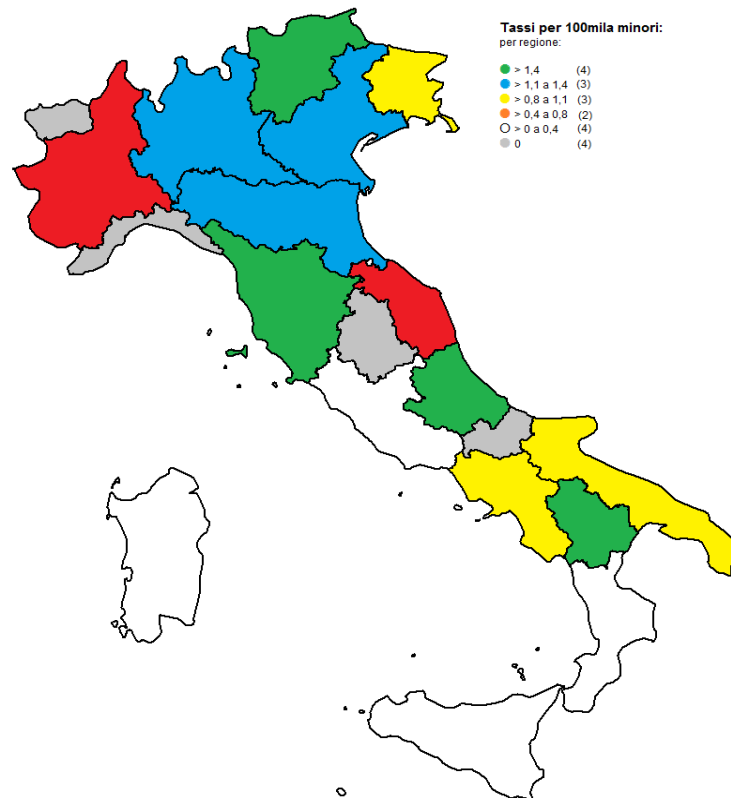 Tassi per 100mila minori:
per regione:
> 1,4 (4)
> 1,1 a 1,4 (3)
> 0,8 a 1,1 (3)
> 0,4 a 0,8 (2)
> 0 a 0,4 (4)
0 (4)